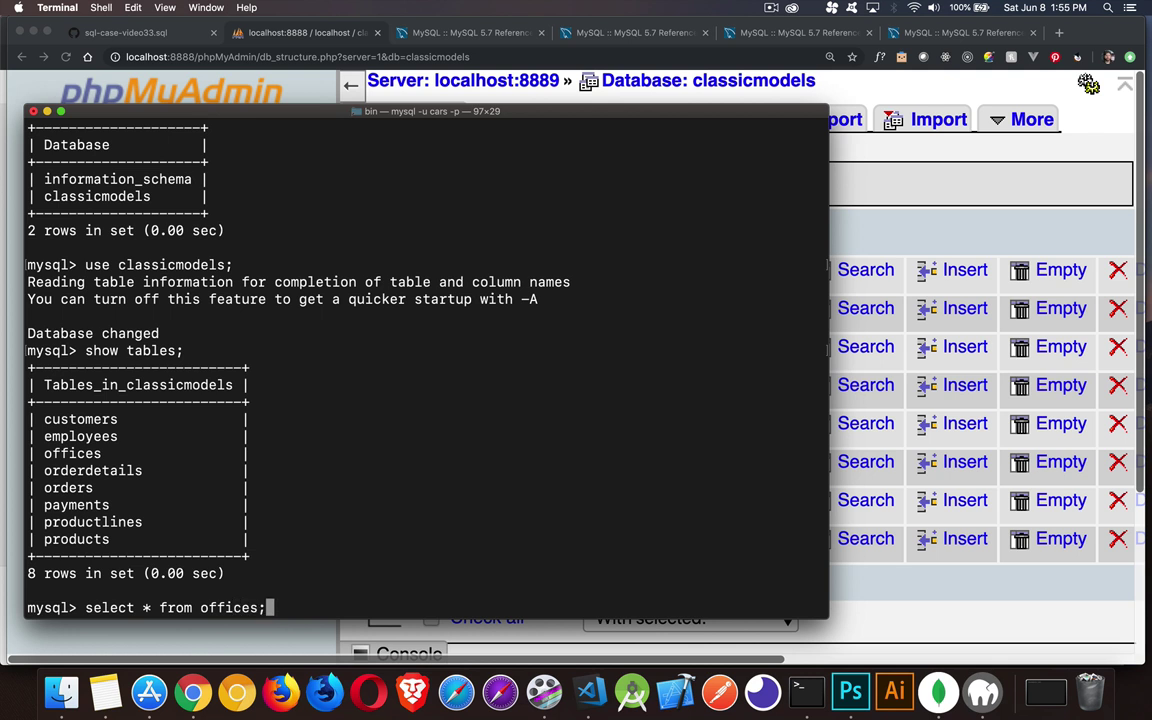 Terminal Shell Edit View Window Help 100% Sat Jun 8 1:55 PM
sql-case-video33.sql localhost:8888 / localhost / cl MySQL :: MySQL 5.7 Reference MySQL :: MySQL 5.7 Reference MySQL :: MySQL 5.7 Reference MySQL :: MySQL 5.7 Reference
localhost:8888/phpMyAdmin/db_structure.php?server=1&db=classicmodels
phpMyAdmin
Server: localhost:8889 » Database: classicmodels
port Import More
bin — mysql -u cars -p — 97×29
+--------------------+
| Database           |
+--------------------+
| information_schema |
| classicmodels      |
+--------------------+
2 rows in set (0.00 sec)
mysql> use classicmodels;
Reading table information for completion of table and column names
You can turn off this feature to get a quicker startup with -A
Database changed
mysql> show tables;
+-------------------------+
| Tables_in_classicmodels |
+-------------------------+
| customers               |
| employees               |
| offices                 |
| orderdetails            |
| orders                  |
| payments                |
| productlines            |
| products                |
+-------------------------+
8 rows in set (0.00 sec)
mysql> select * from offices;
Search Insert Empty D
Search Insert Empty
Search Insert Empty
Search Insert Empty
Search Insert Empty
Search Insert Empty
Search Insert Empty
Search Insert Empty D
Check all With selected:
Console
Ps Ai